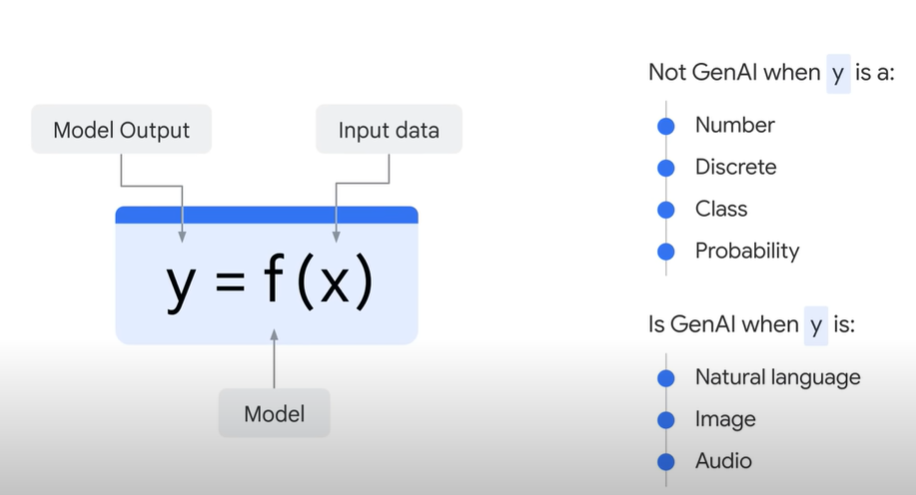 Model Output
Input data
y = f(x)
Model
Not GenAI when y is a:
Number
Discrete
Class
Probability
Is GenAI when y is:
Natural language
Image
Audio